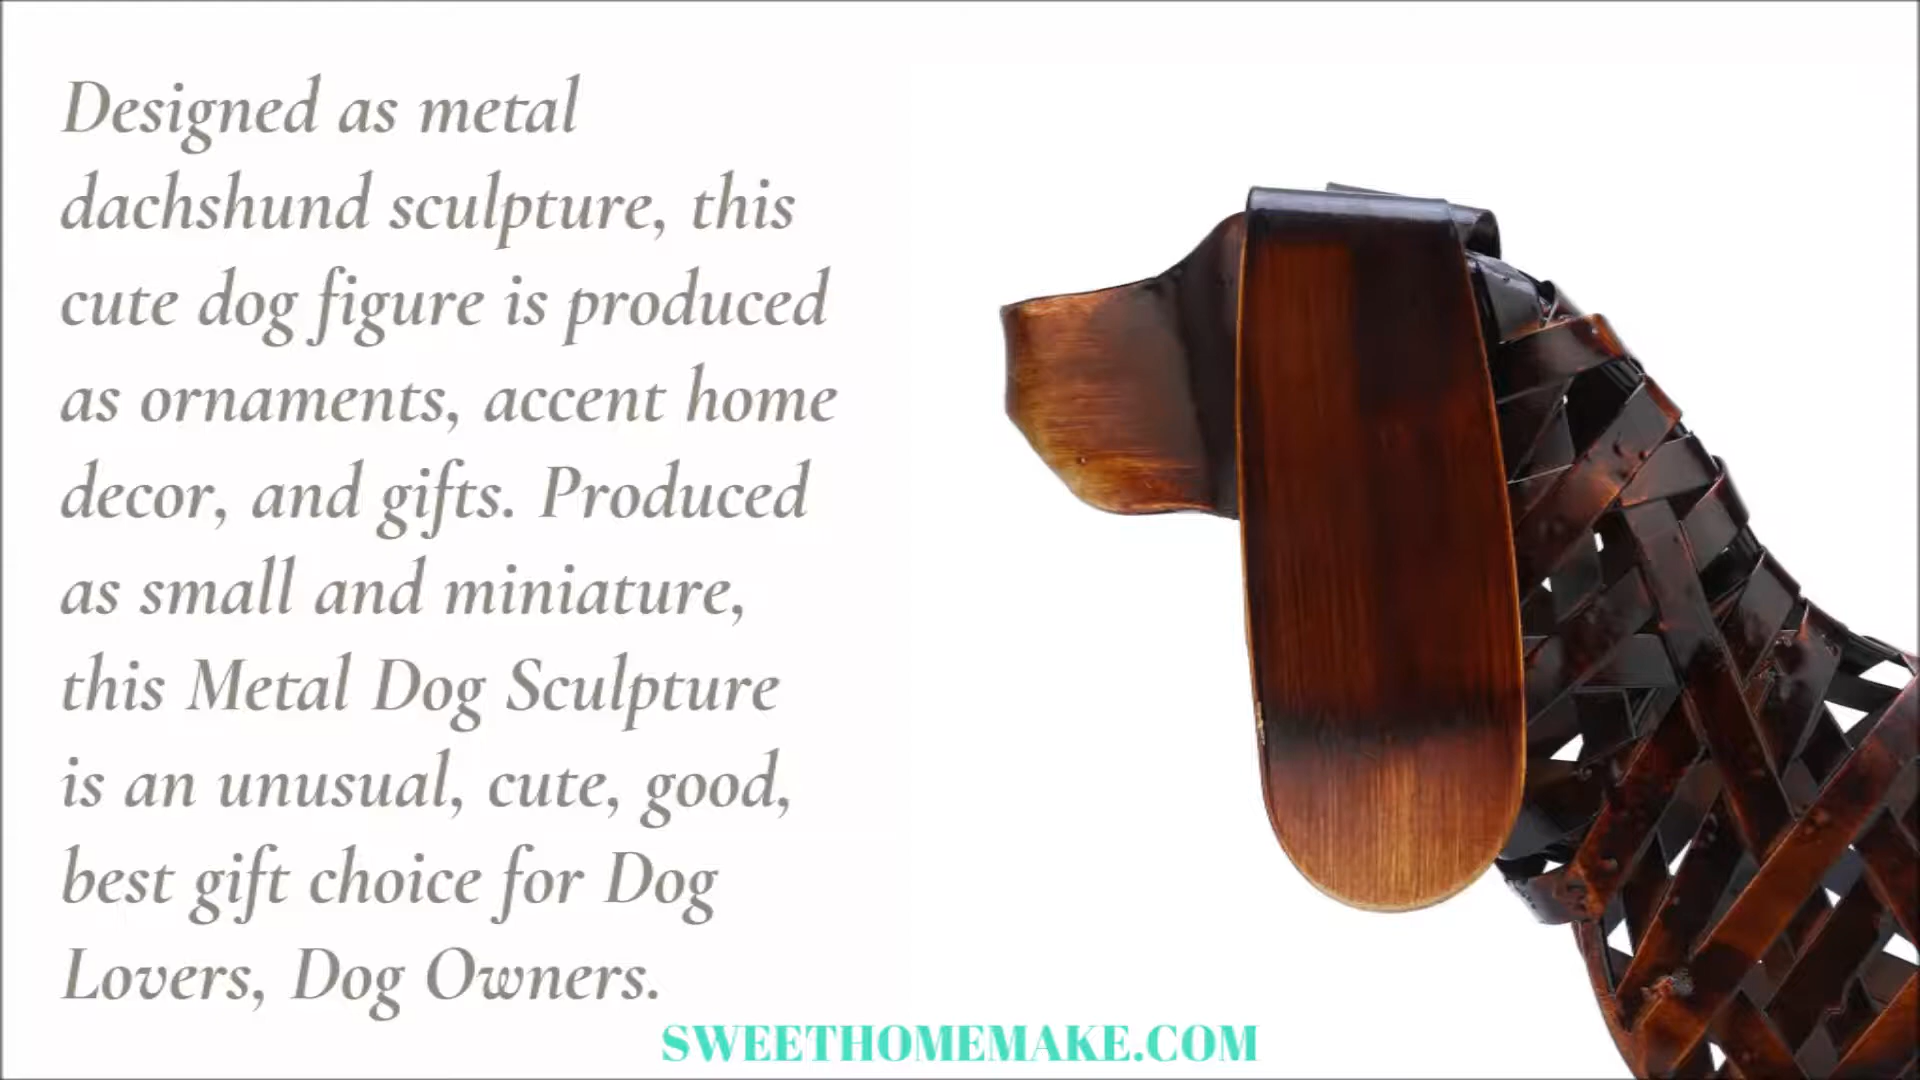 Designed as metal
dachshund sculpture, this
cute dog figure is produced
as ornaments, accent home
decor, and gifts. Produced
as small and miniature,
this Metal Dog Sculpture
is an unusual, cute, good,
best gift choice for Dog
Lovers, Dog Owners.
SWEETHOMEMAKE.COM